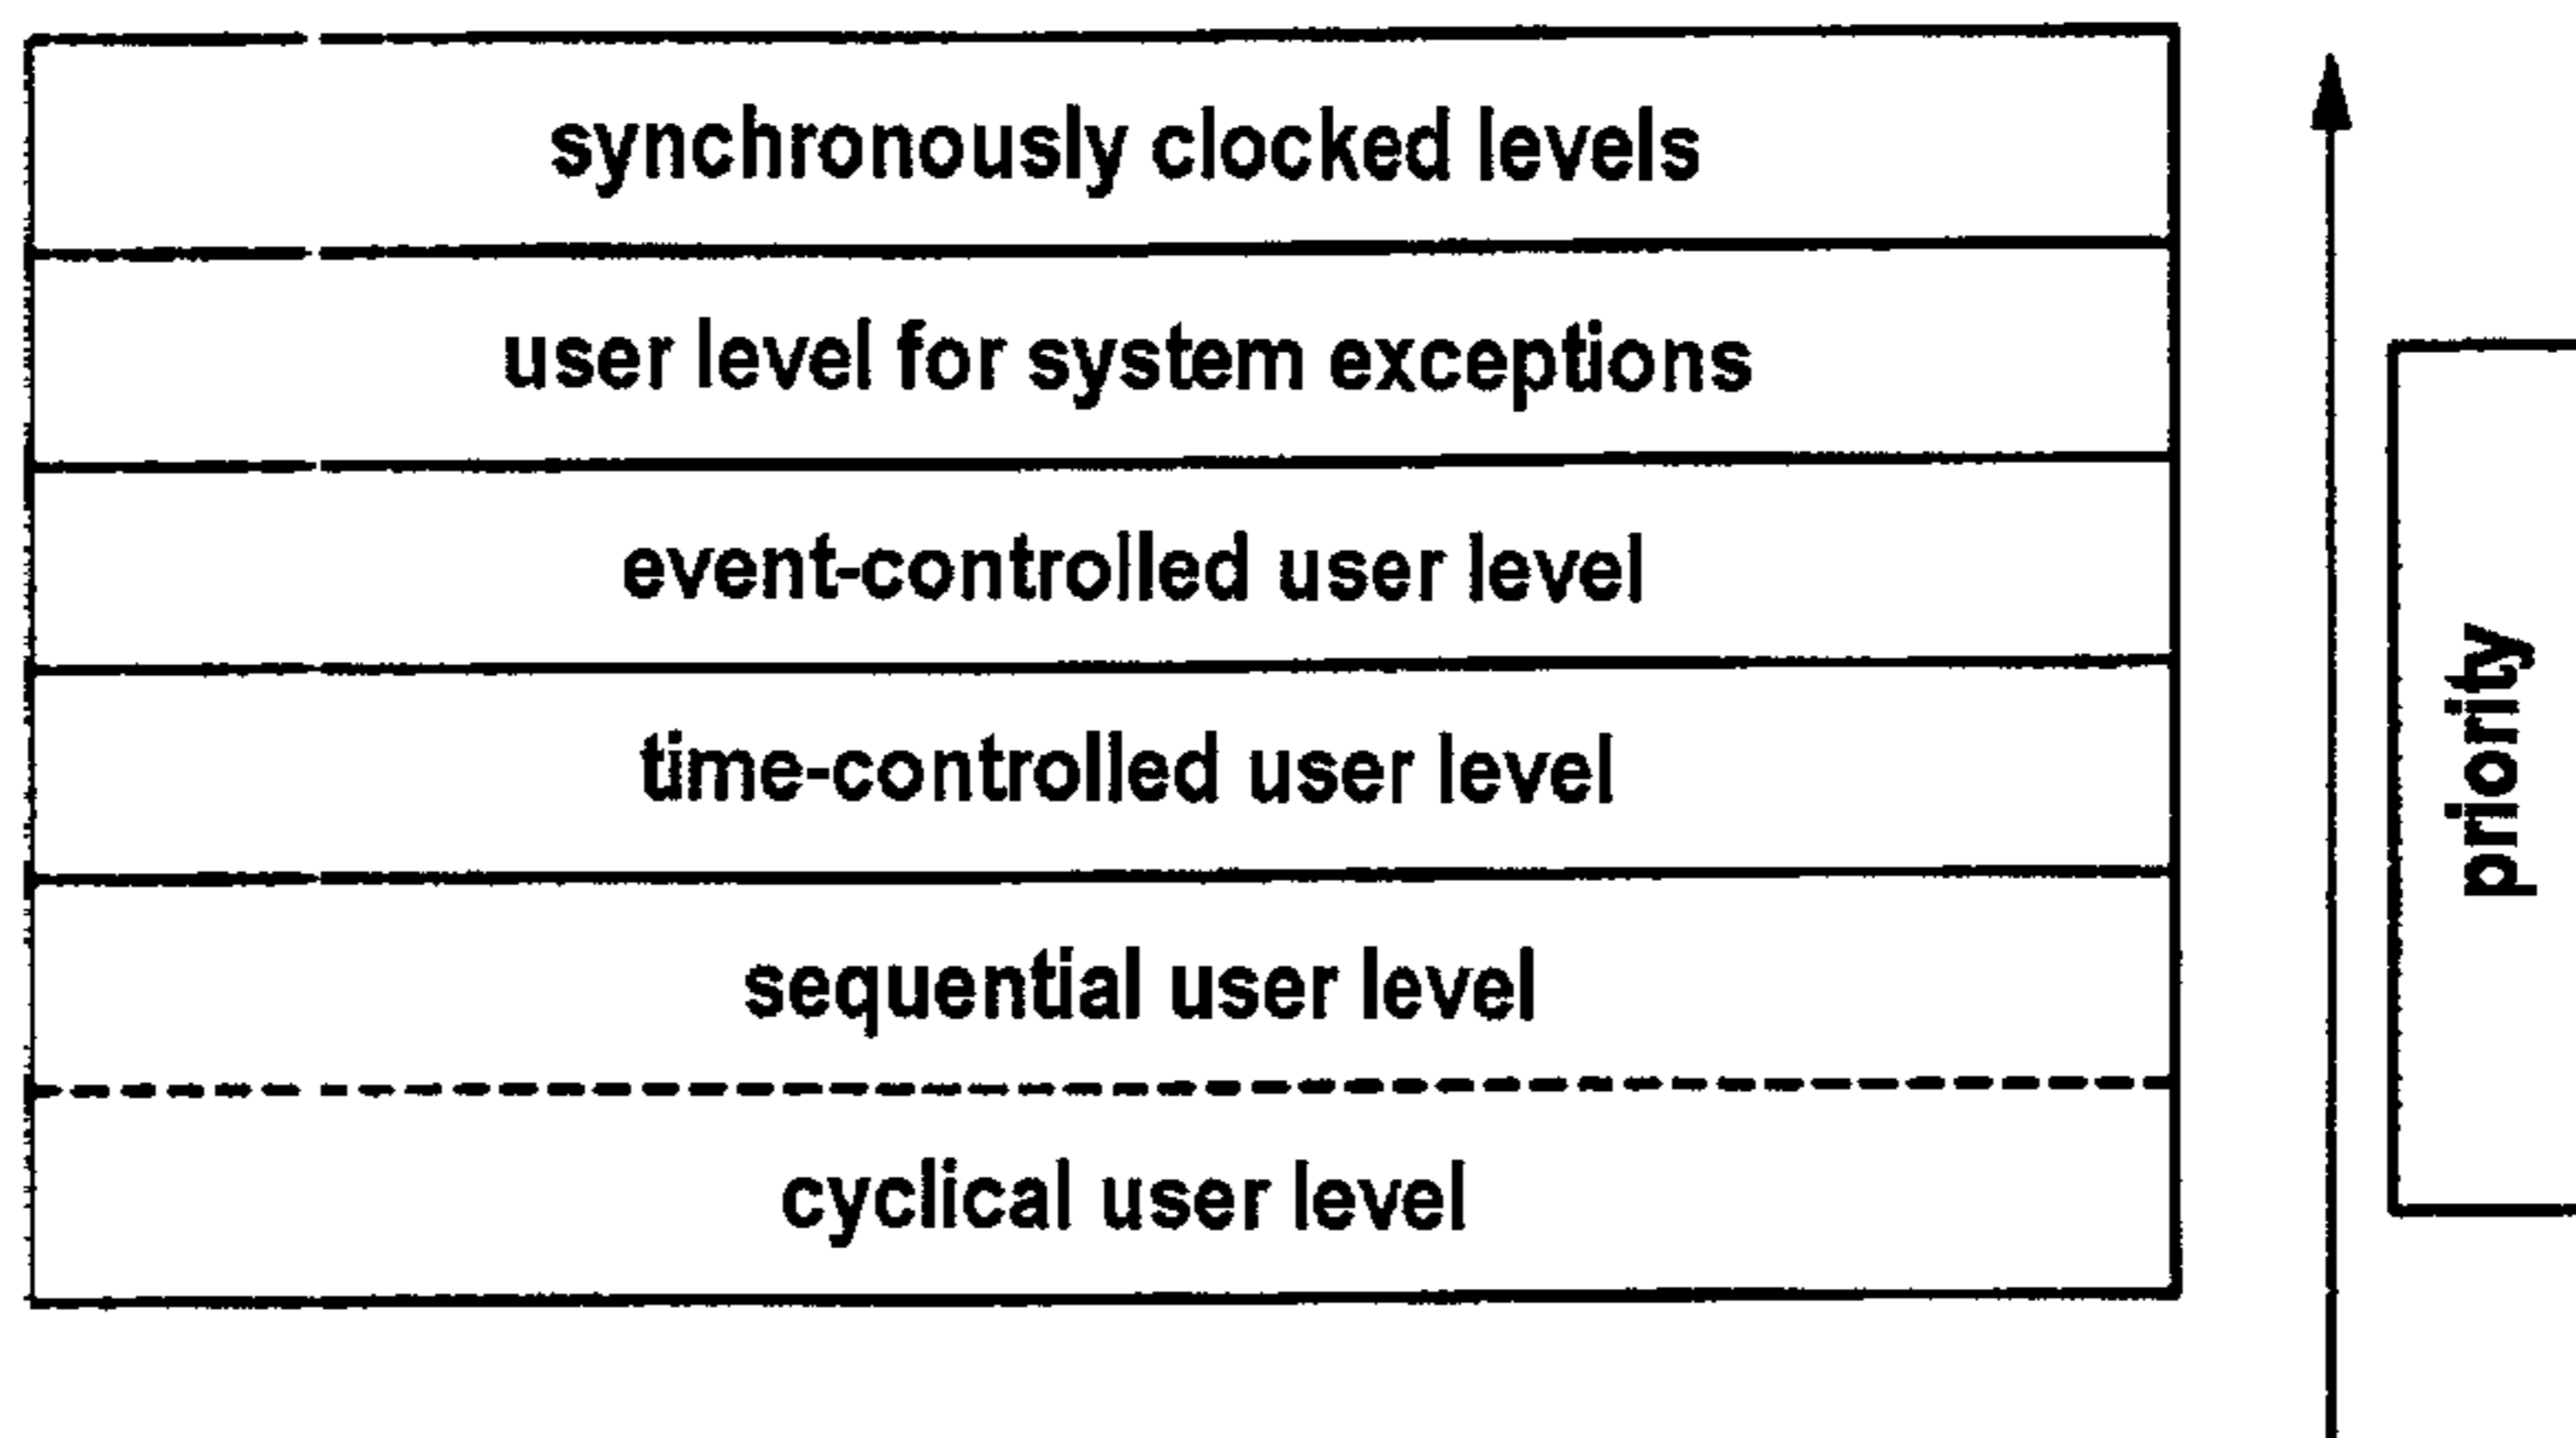 synchronously clocked levels
user level for system exceptions
event-controlled user level
time-controlled user level
sequential user level
cyclical user level
priority